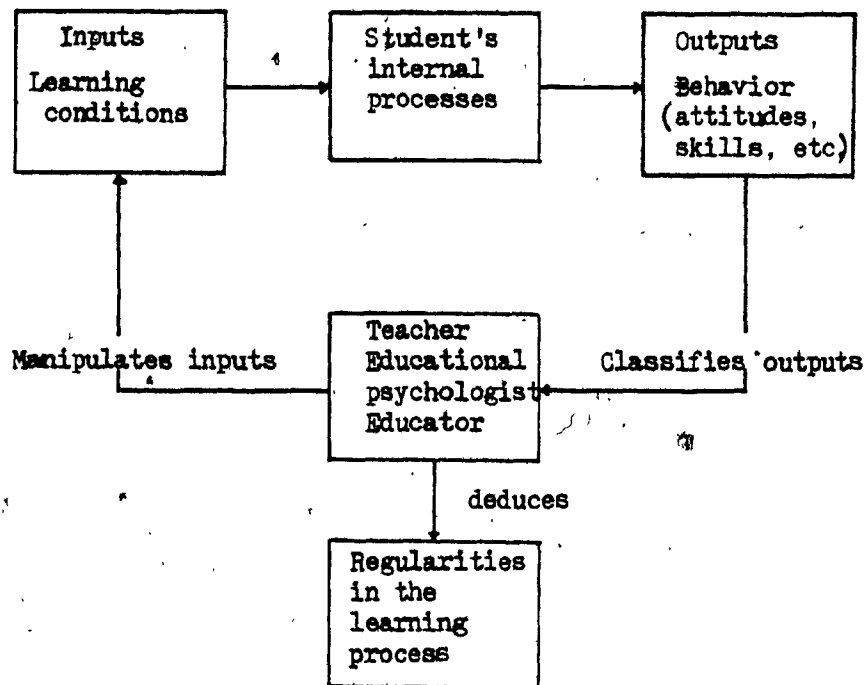 Inputs
Learning
conditions
Student's
internal
processes
Outputs
Behavior
(attitudes,
skills, etc)
Manipulates inputs
Teacher
Educational
psychologist
Educator
Classifies outputs
deduces
Regularities
in the
learning
process